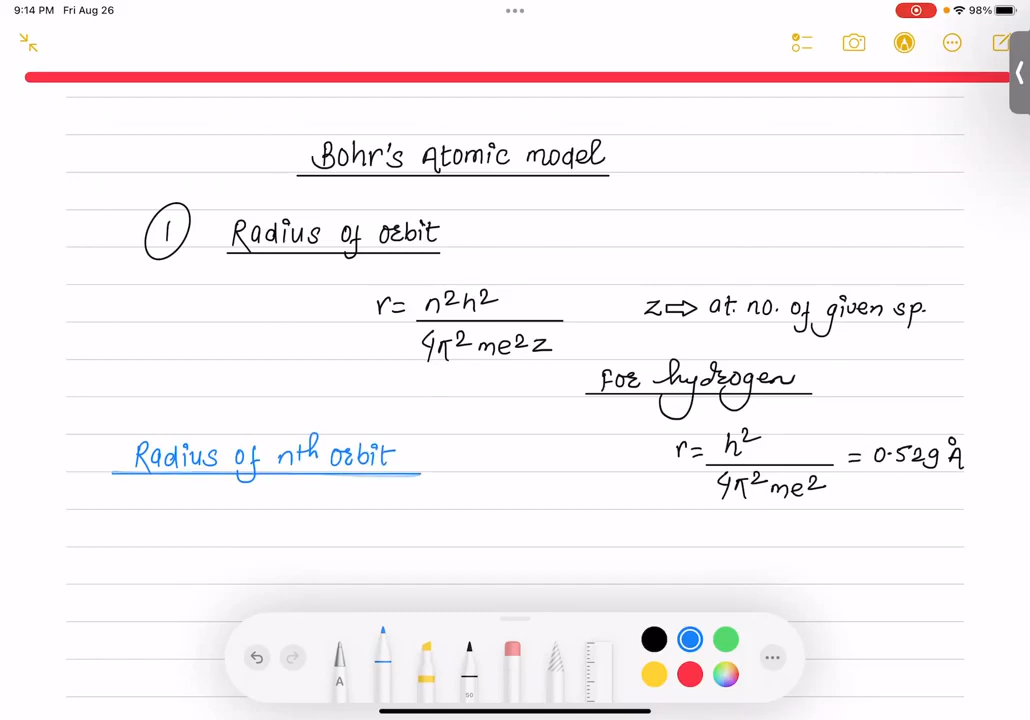 9:14 PM Fri Aug 26
98%
Bohr's Atomic model
1 Radius of orbit
r= n²h² / 4π²me²z
z⇒ at. no. of given sp.
For hydrogen
r= h² / 4π²me² = 0.529 Å
Radius of nth orbit
A
50